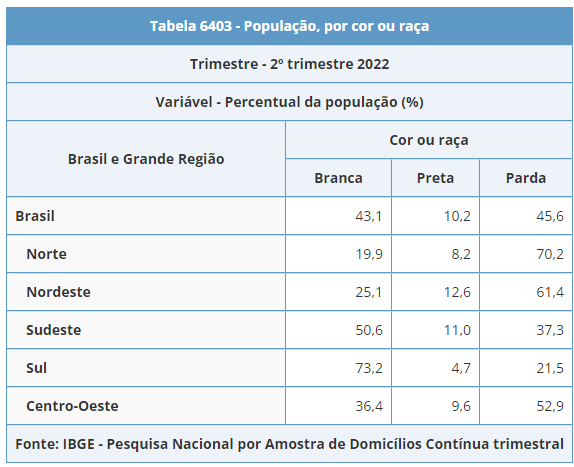 Tabela 6403 - População, por cor ou raça
Trimestre - 2º trimestre 2022
Variável - Percentual da população (%)
Brasil e Grande Região
Cor ou raça
Branca Preta Parda
Brasil 43,1 10,2 45,6
Norte 19,9 8,2 70,2
Nordeste 25,1 12,6 61,4
Sudeste 50,6 11,0 37,3
Sul 73,2 4,7 21,5
Centro-Oeste 36,4 9,6 52,9
Fonte: IBGE - Pesquisa Nacional por Amostra de Domicílios Contínua trimestral